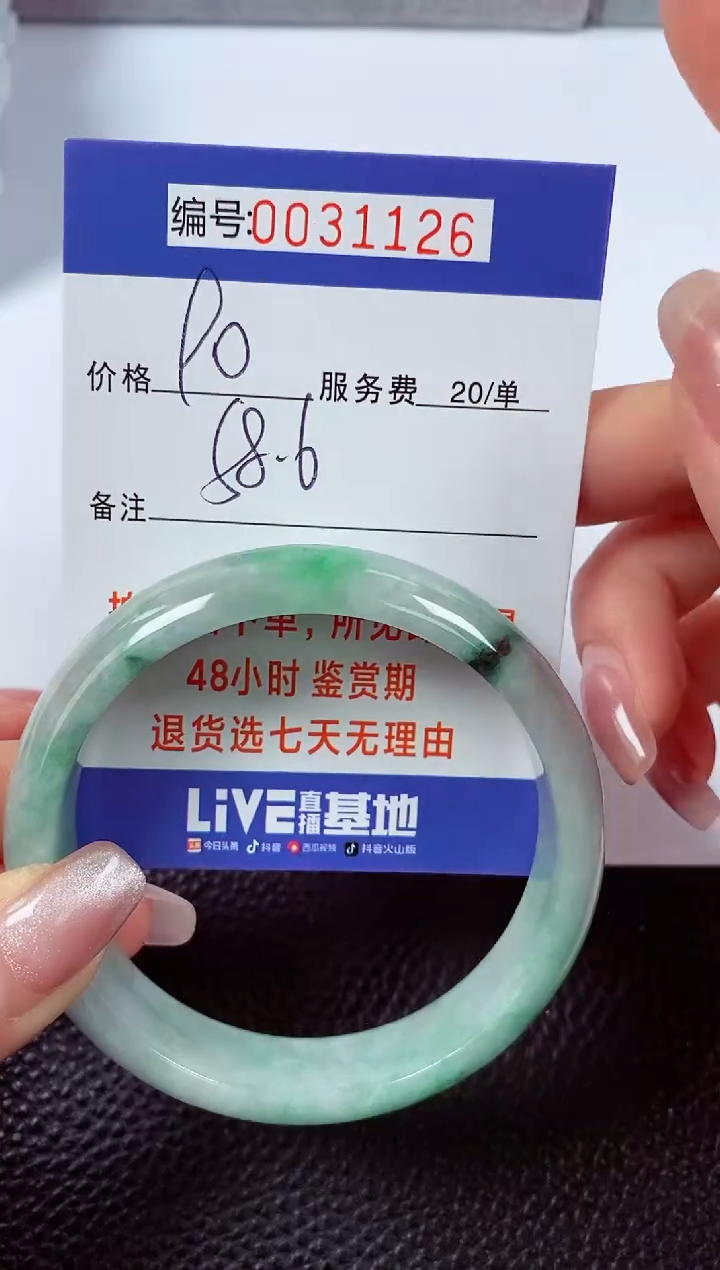 编号:0031126
价格 P0 服务费 20/单
58.6
备注
48小时 鉴赏期
退货选七天无理由
LiVE直播基地
今日头条 抖音 西瓜视频 抖音火山版